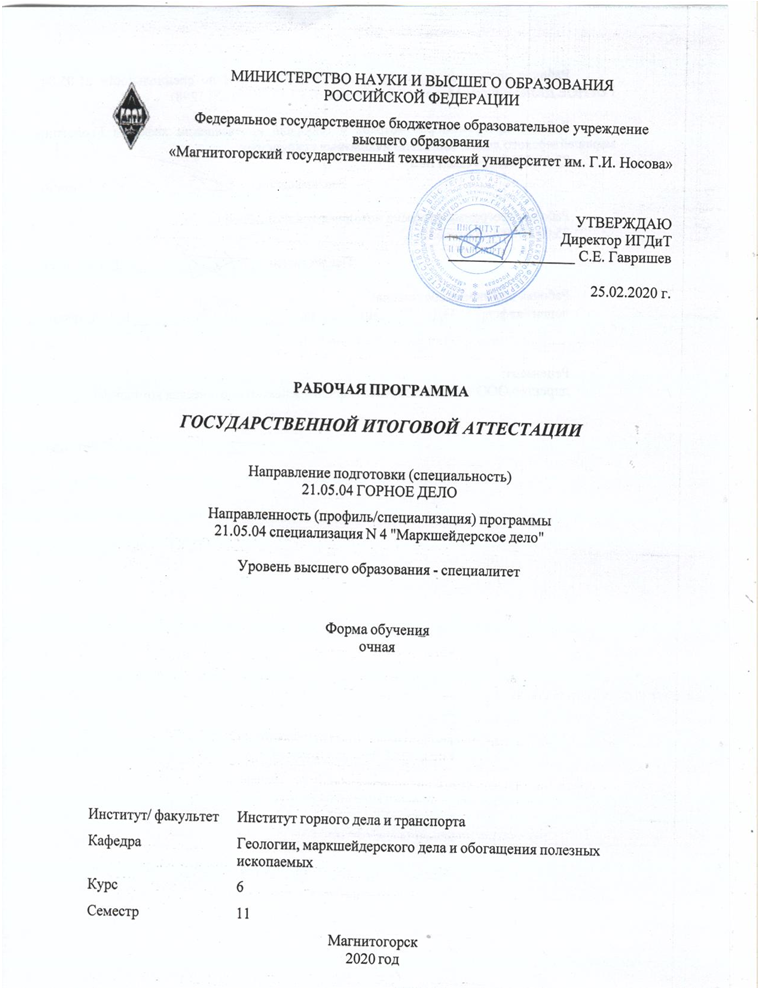 МИНИСТЕРСТВО НАУКИ И ВЫСШЕГО ОБРАЗОВАНИЯ
РОССИЙСКОЙ ФЕДЕРАЦИИ
Федеральное государственное бюджетное образовательное учреждение
высшего образования
«Магнитогорский государственный технический университет им. Г.И. Носова»
УТВЕРЖДАЮ
Директор ИГДиТ
С.Е. Гавришев
25.02.2020 г.
РАБОЧАЯ ПРОГРАММА
ГОСУДАРСТВЕННОЙ ИТОГОВОЙ АТТЕСТАЦИИ
Направление подготовки (специальность)
21.05.04 ГОРНОЕ ДЕЛО
Направленность (профиль/специализация) программы
21.05.04 специализация N 4 "Маркшейдерское дело"
Уровень высшего образования - специалитет
Форма обучения
очная
Институт/ факультет Институт горного дела и транспорта
Кафедра Геологии, маркшейдерского дела и обогащения полезных
ископаемых
Курс 6
Семестр 11
Магнитогорск
2020 год